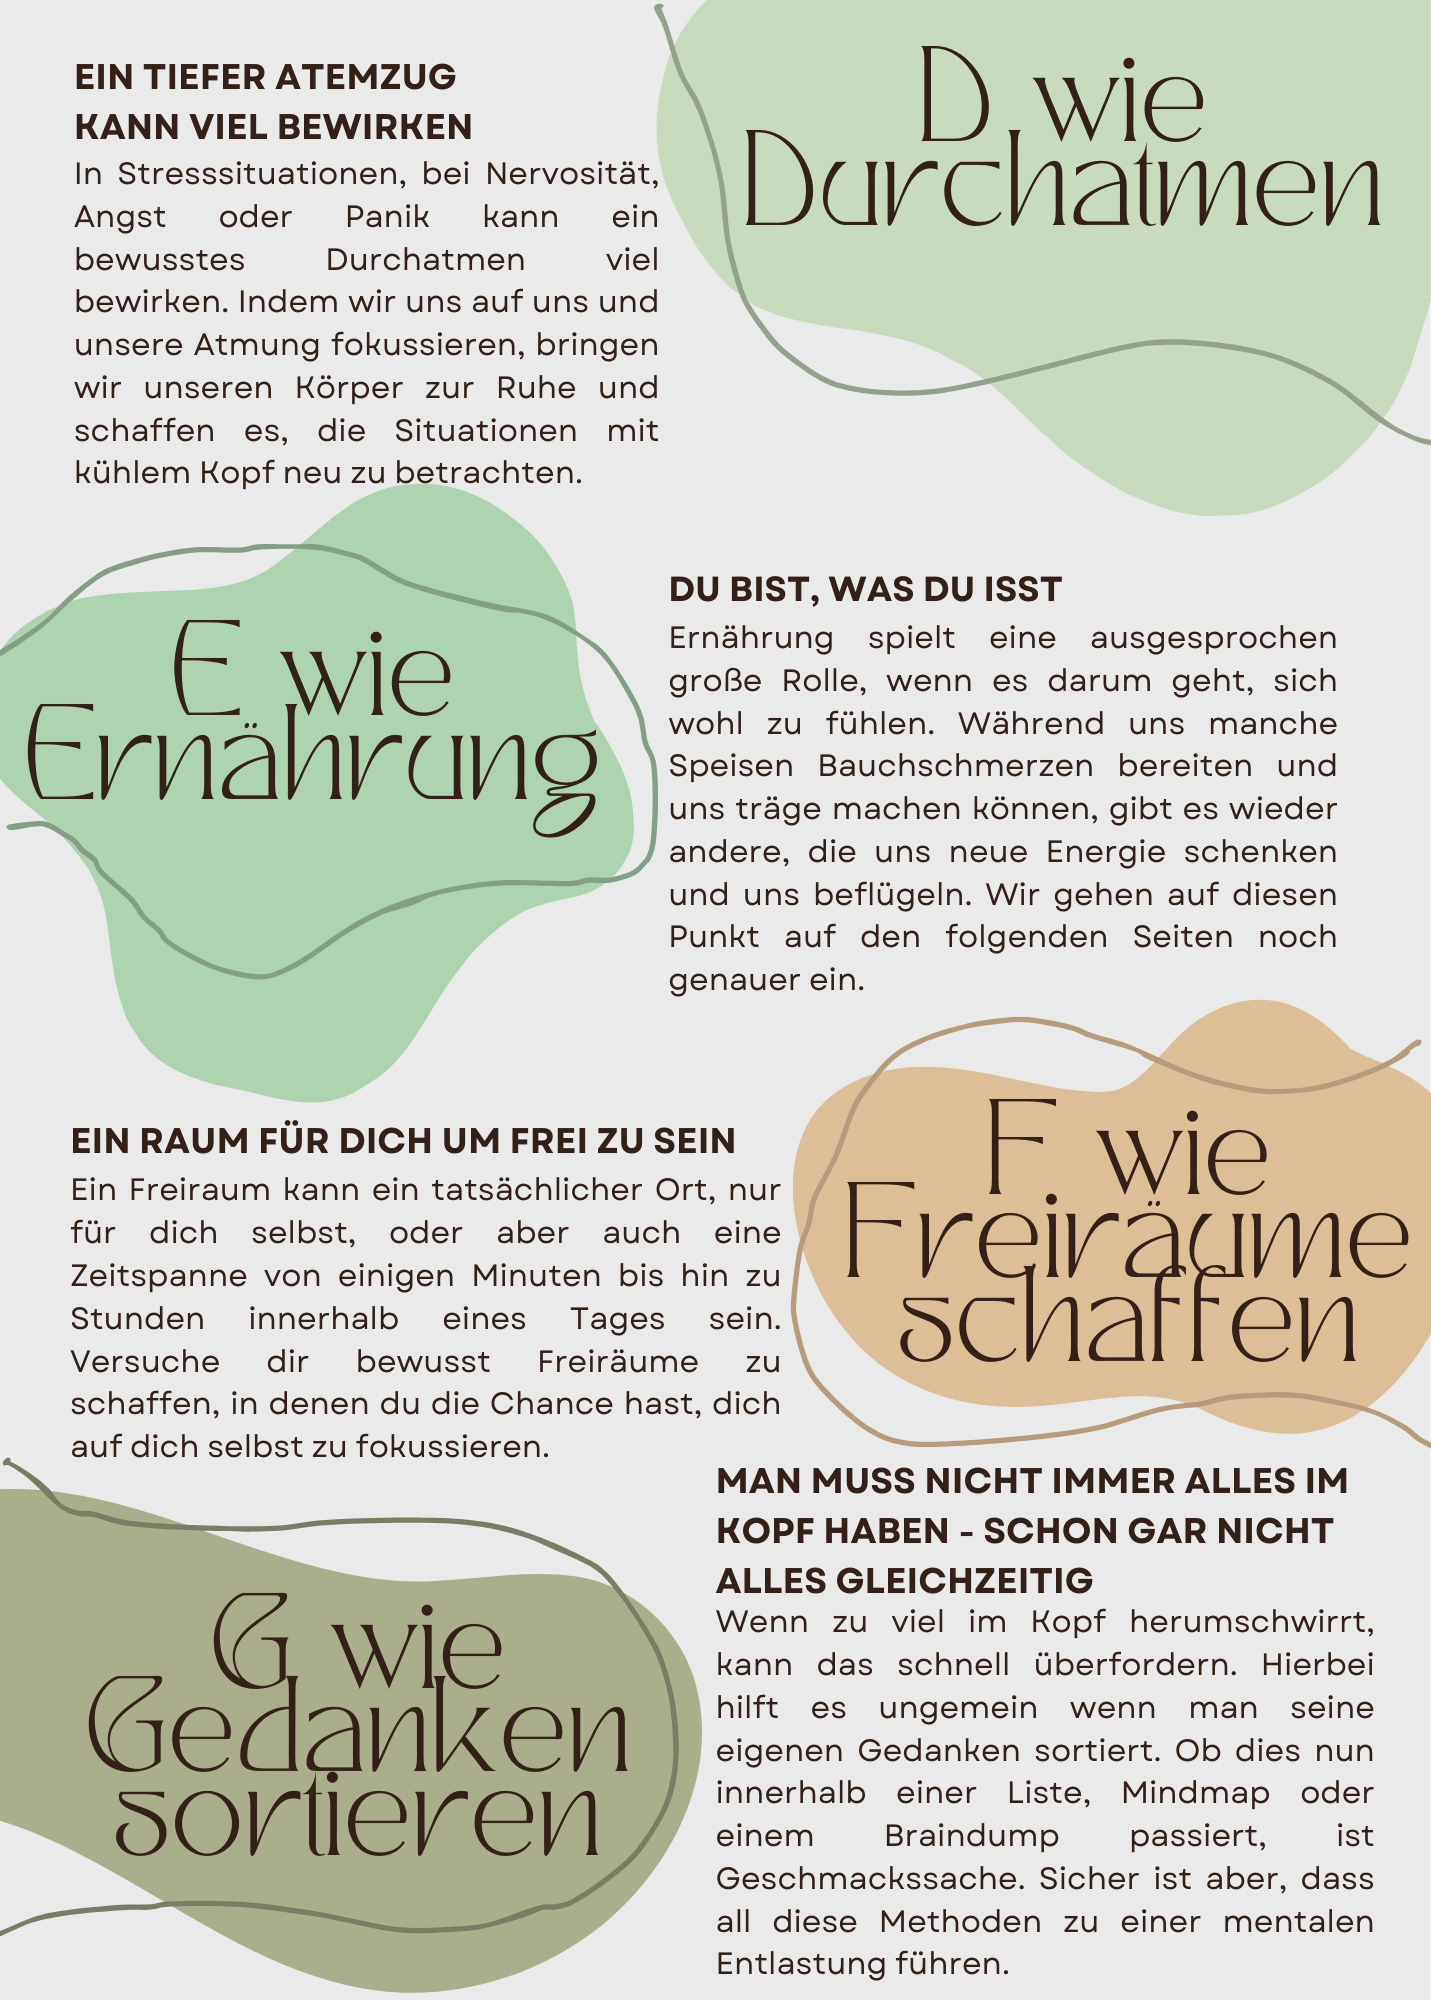 D wie
Durchatmen
EIN TIEFER ATEMZUG
KANN VIEL BEWIRKEN
In Stresssituationen, bei Nervosität,
Angst oder Panik kann ein
bewusstes Durchatmen viel
bewirken. Indem wir uns auf uns und
unsere Atmung fokussieren, bringen
wir unseren Körper zur Ruhe und
schaffen es, die Situationen mit
kühlem Kopf neu zu betrachten.
E wie
Ernährung
DU BIST, WAS DU ISST
Ernährung spielt eine ausgesprochen
große Rolle, wenn es darum geht, sich
wohl zu fühlen. Während uns manche
Speisen Bauchschmerzen bereiten und
uns träge machen können, gibt es wieder
andere, die uns neue Energie schenken
und uns beflügeln. Wir gehen auf diesen
Punkt auf den folgenden Seiten noch
genauer ein.
F wie
Freiräume
schaffen
EIN RAUM FÜR DICH UM FREI ZU SEIN
Ein Freiraum kann ein tatsächlicher Ort, nur
für dich selbst, oder aber auch eine
Zeitspanne von einigen Minuten bis hin zu
Stunden innerhalb eines Tages sein.
Versuche dir bewusst Freiräume zu
schaffen, in denen du die Chance hast, dich
auf dich selbst zu fokussieren.
G wie
Gedanken
sortieren
MAN MUSS NICHT IMMER ALLES IM
KOPF HABEN - SCHON GAR NICHT
ALLES GLEICHZEITIG
Wenn zu viel im Kopf herumschwirrt,
kann das schnell überfordern. Hierbei
hilft es ungemein wenn man seine
eigenen Gedanken sortiert. Ob dies nun
innerhalb einer Liste, Mindmap oder
einem Braindump passiert, ist
Geschmackssache. Sicher ist aber, dass
all diese Methoden zu einer mentalen
Entlastung führen.